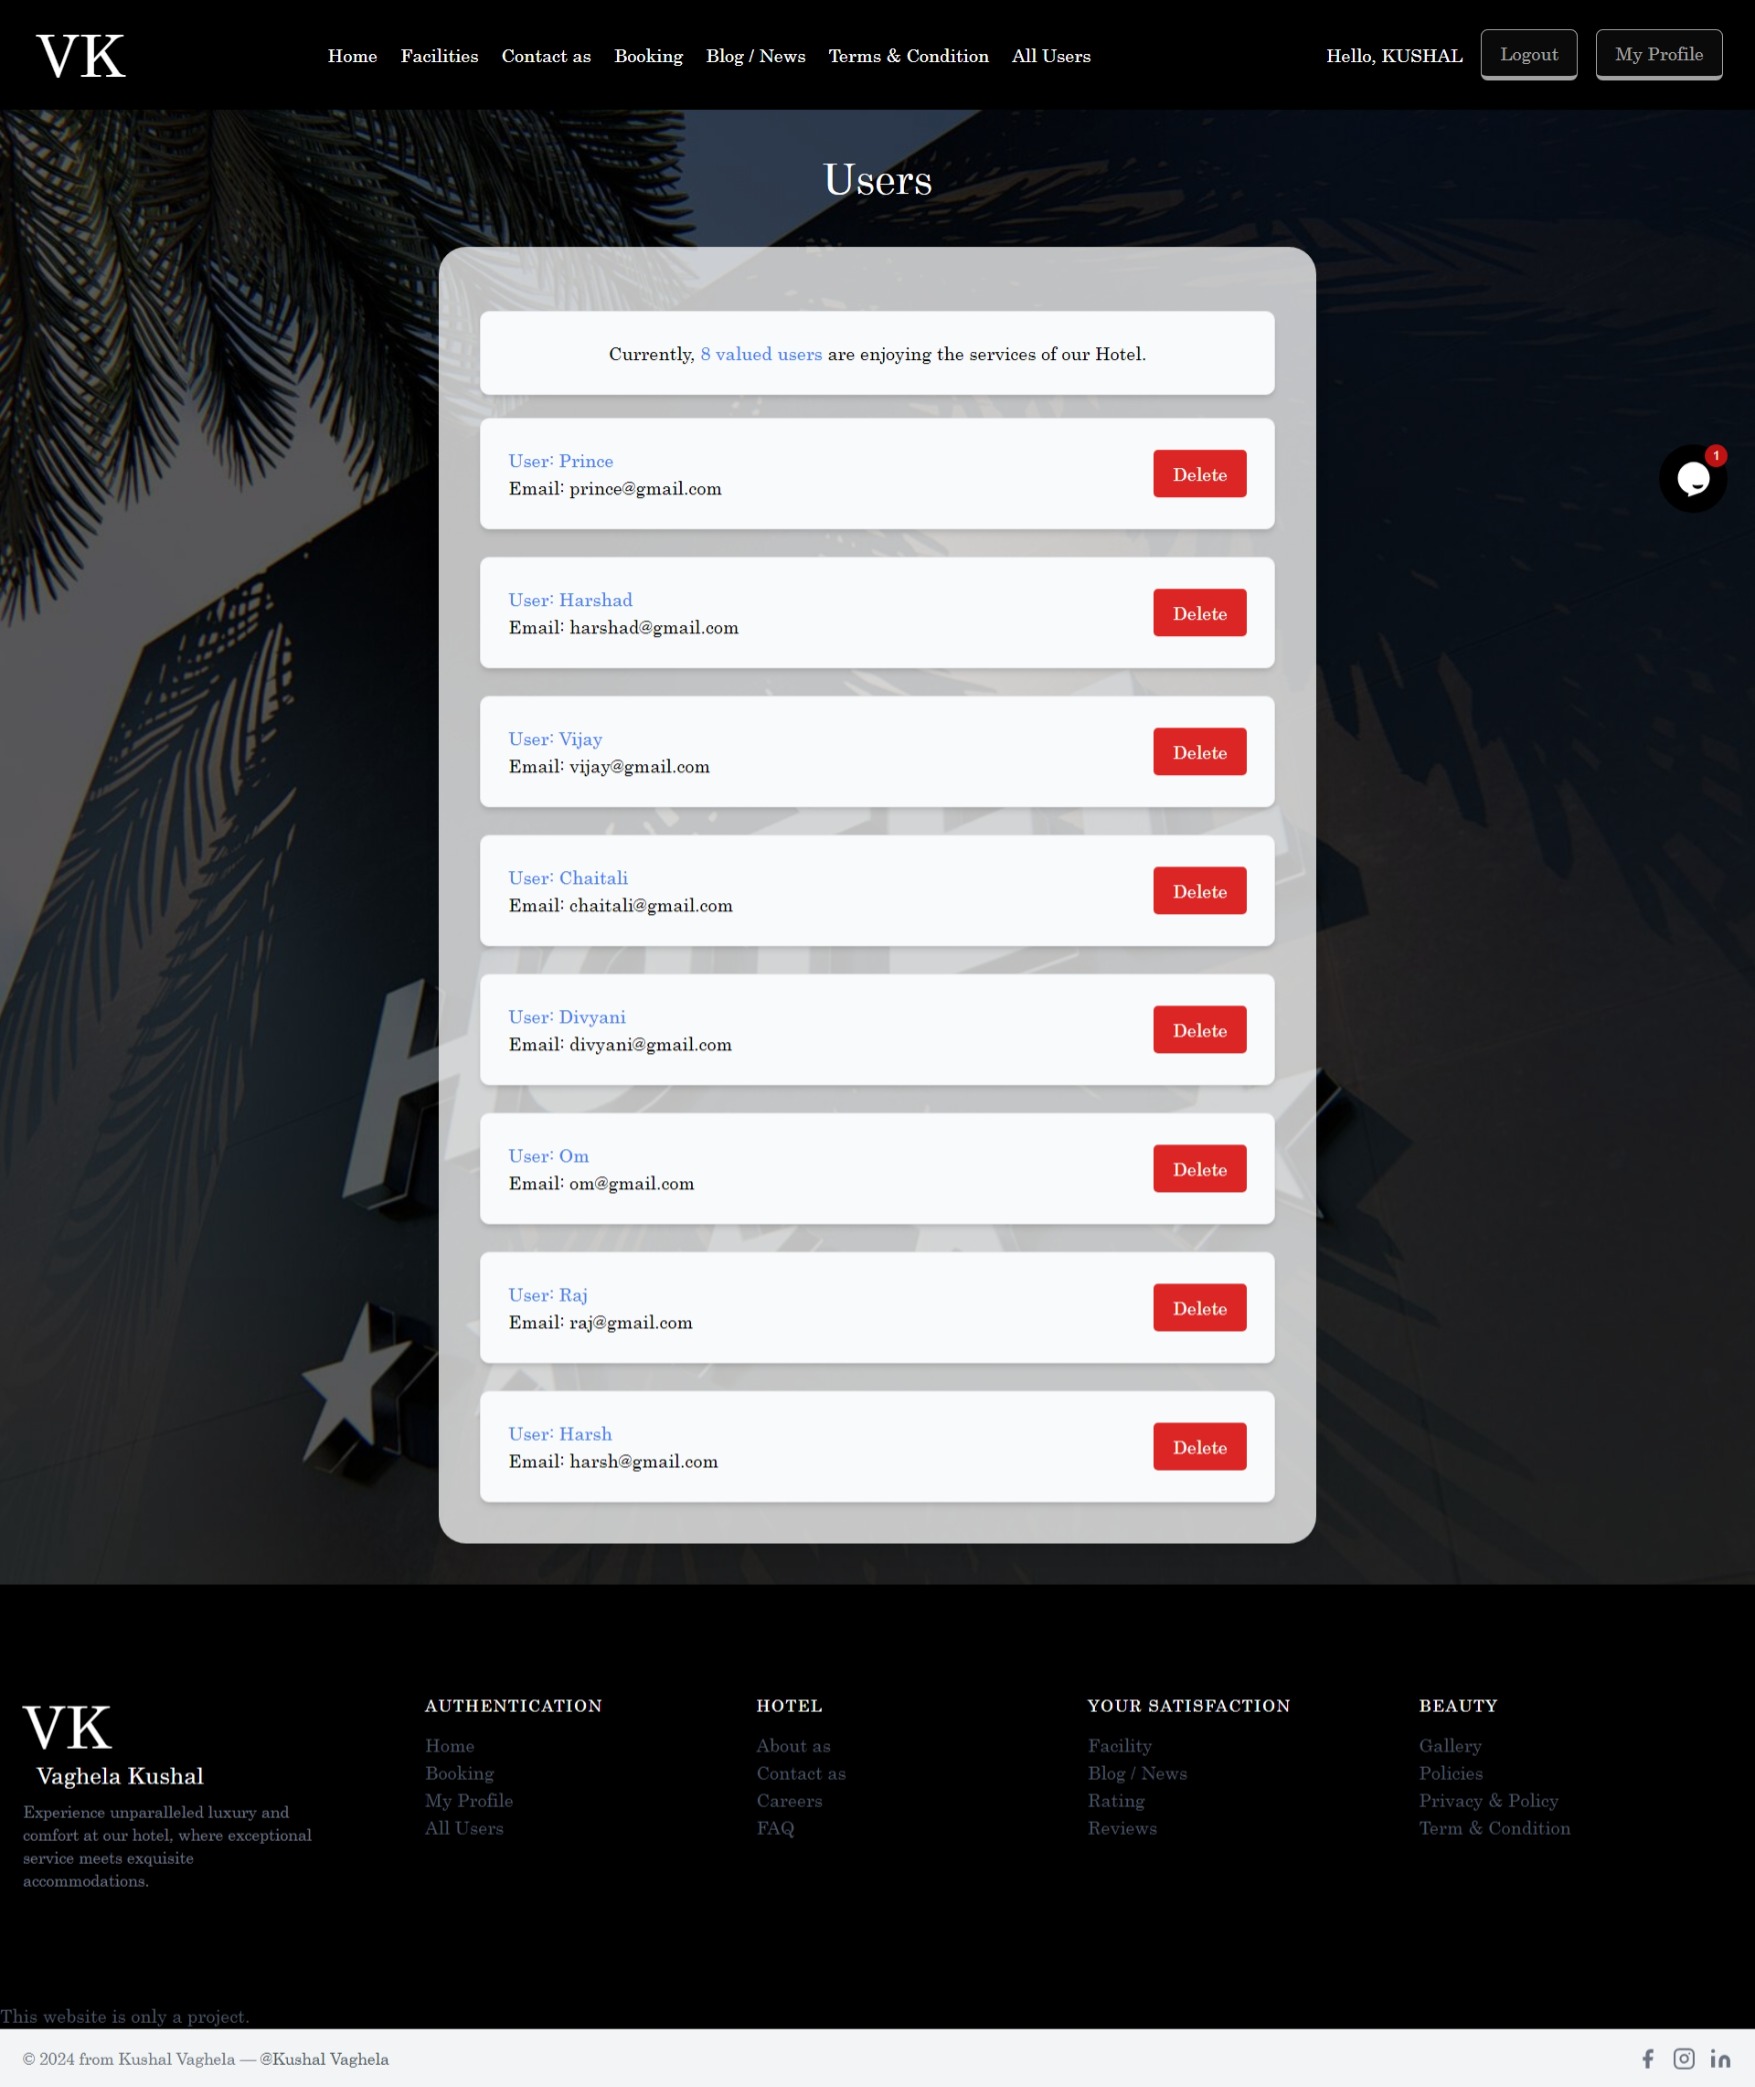 VK
Home Facilities Contact as Booking Blog / News Terms & Condition All Users
Hello, KUSHAL Logout My Profile
Users
Currently, 8 valued users are enjoying the services of our Hotel.
1
User: Prince
Email: prince@gmail.com
Delete
User: Harshad
Email: harshad@gmail.com
Delete
User: Vijay
Email: vijay@gmail.com
Delete
User: Chaitali
Email: chaitali@gmail.com
Delete
User: Divyani
Email: divyani@gmail.com
Delete
User: Om
Email: om@gmail.com
Delete
User: Raj
Email: raj@gmail.com
Delete
User: Harsh
Email: harsh@gmail.com
Delete
VK
Vaghela Kushal
Experience unparalleled luxury and
comfort at our hotel, where exceptional
service meets exquisite
accommodations.
AUTHENTICATION
Home
Booking
My Profile
All Users
HOTEL
About as
Contact as
Careers
FAQ
YOUR SATISFACTION
Facility
Blog / News
Rating
Reviews
BEAUTY
Gallery
Policies
Privacy & Policy
Term & Condition
This website is only a project.
© 2024 from Kushal Vaghela — @Kushal Vaghela